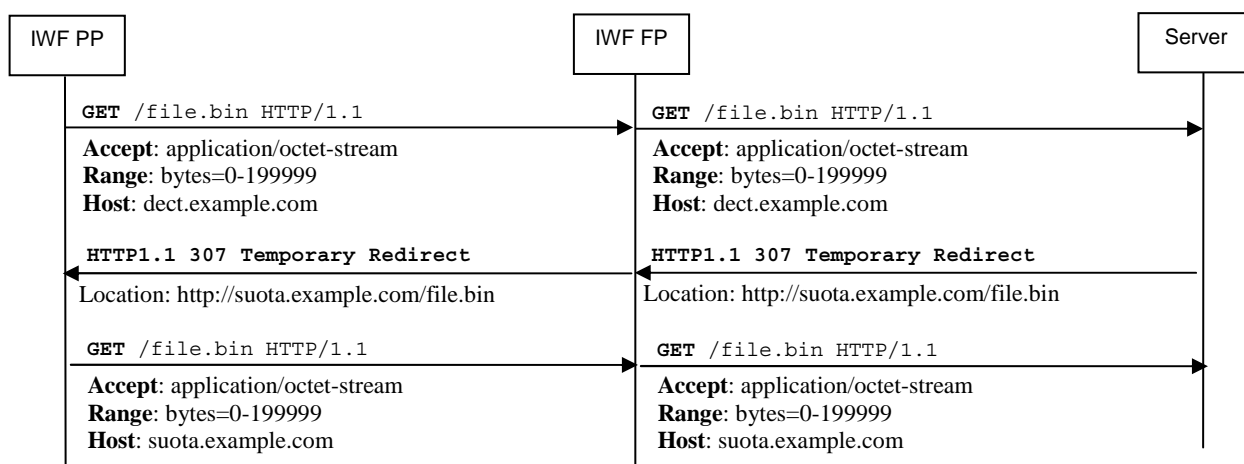 IWF PP
IWF FP
Server
GET /file.bin HTTP/1.1
GET /file.bin HTTP/1.1
Accept: application/octet-stream
Range: bytes=0-199999
Host: dect.example.com
Accept: application/octet-stream
Range: bytes=0-199999
Host: dect.example.com
HTTP1.1 307 Temporary Redirect
HTTP1.1 307 Temporary Redirect
Location: http://suota.example.com/file.bin
Location: http://suota.example.com/file.bin
GET /file.bin HTTP/1.1
GET /file.bin HTTP/1.1
Accept: application/octet-stream
Range: bytes=0-199999
Host: suota.example.com
Accept: application/octet-stream
Range: bytes=0-199999
Host: suota.example.com